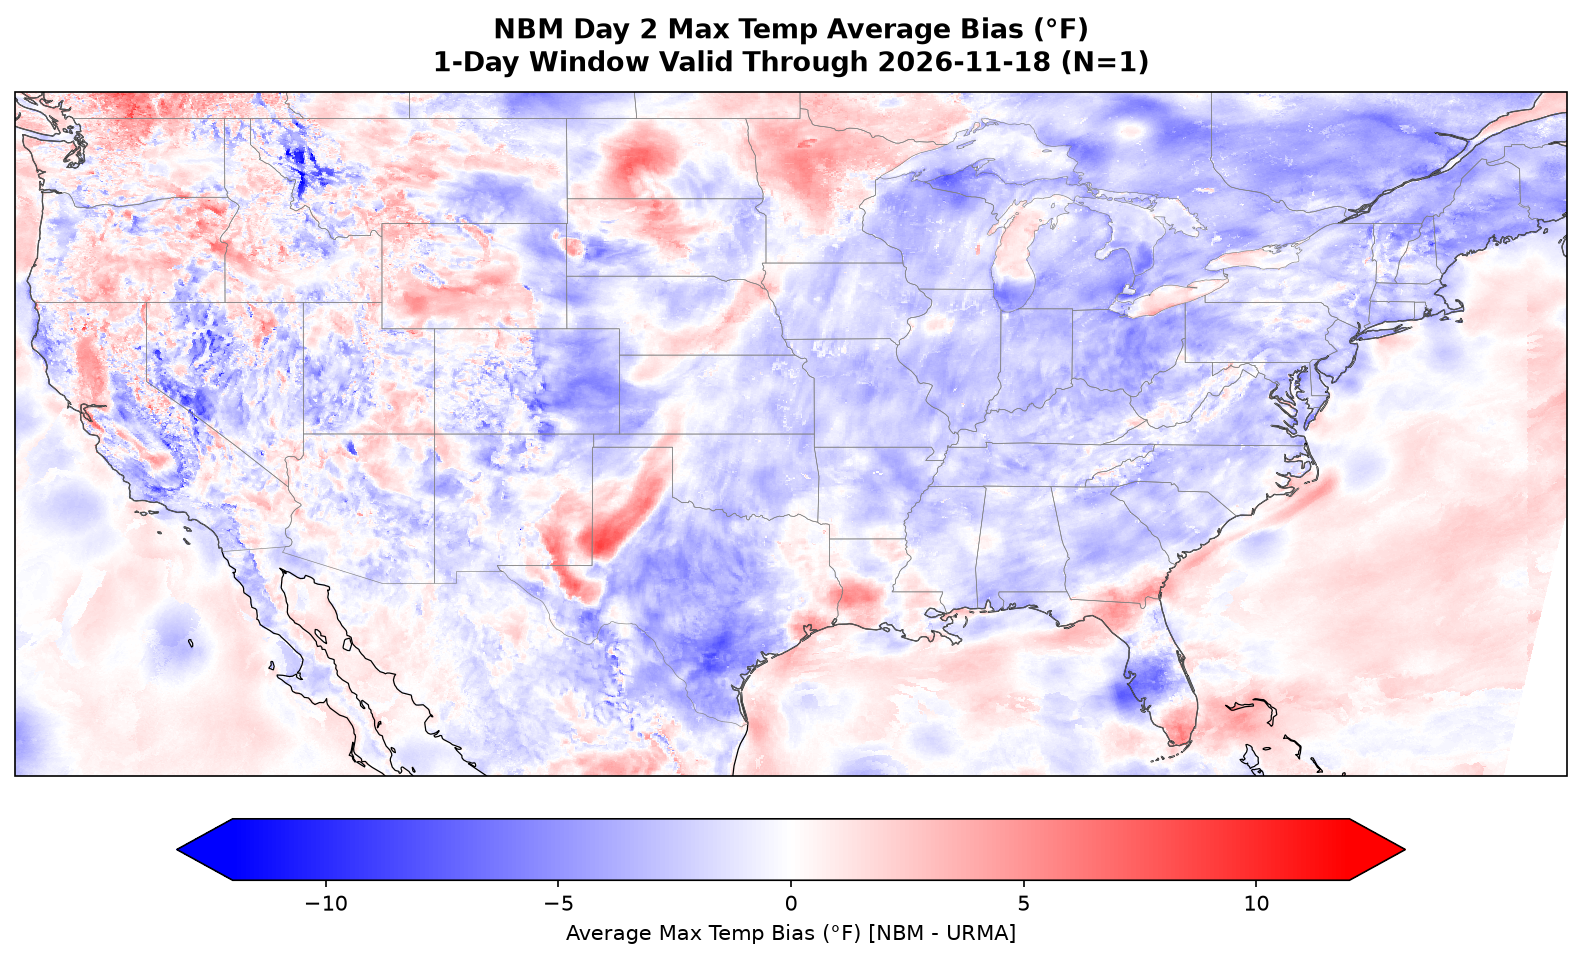 NBM Day 2 Max Temp Average Bias (°F)
1-Day Window Valid Through 2026-11-18 (N=1)
−10 −5 0 5 10
Average Max Temp Bias (°F) [NBM - URMA]